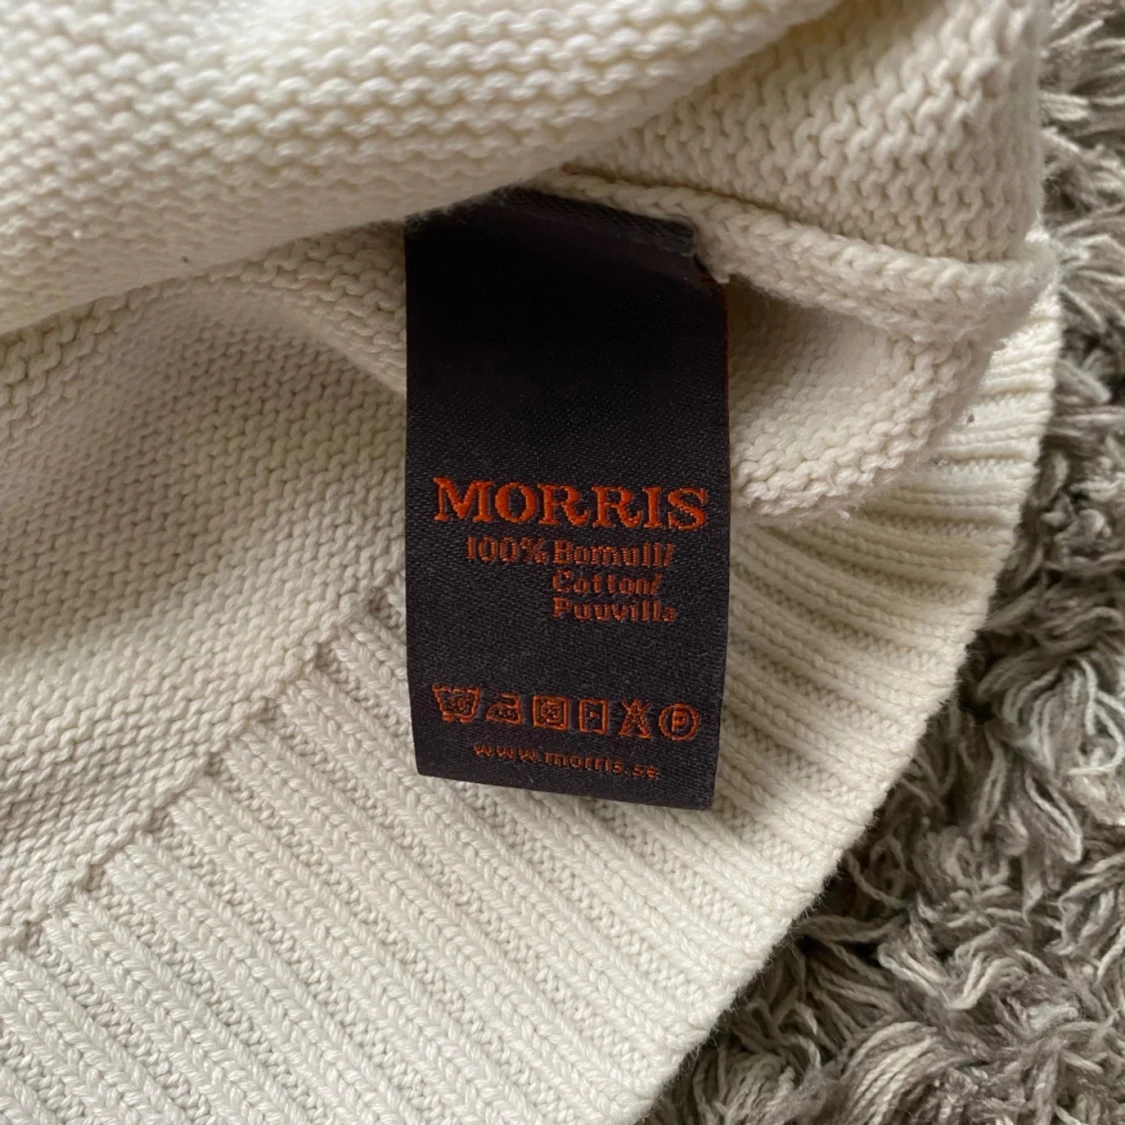 MORRIS
100% Bomull/
Cotton/
Puuvilla
P
www.morris.se